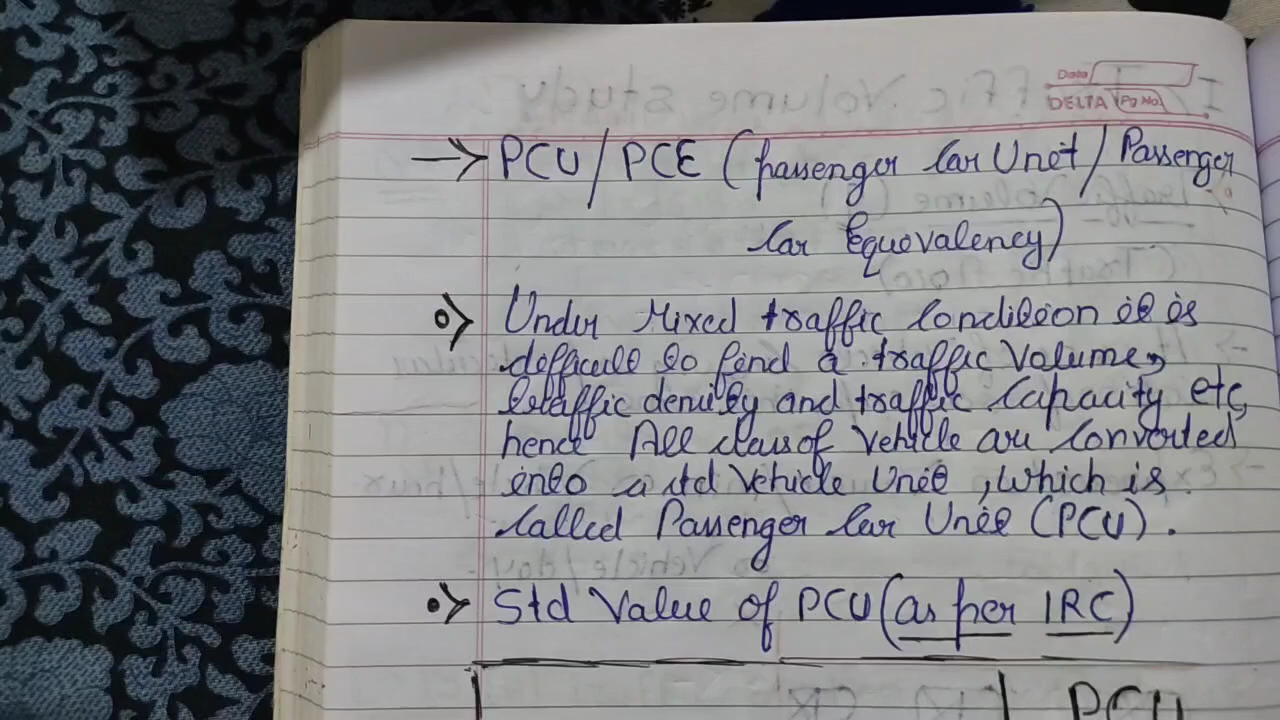 Date
DELTA Pg No
→ PCU/PCE (passenger Car Unit/Passenger
Car Equivalency)
Under Mixed traffic Condition it is
difficult to find a traffic Volume,
traffic density and traffic Capacity etc,
hence All class of Vehicle are Converted
into a std Vehicle Unit, which is
Called Passenger Car Unit (PCU).
Std Value of PCU (as per IRC)
PCU